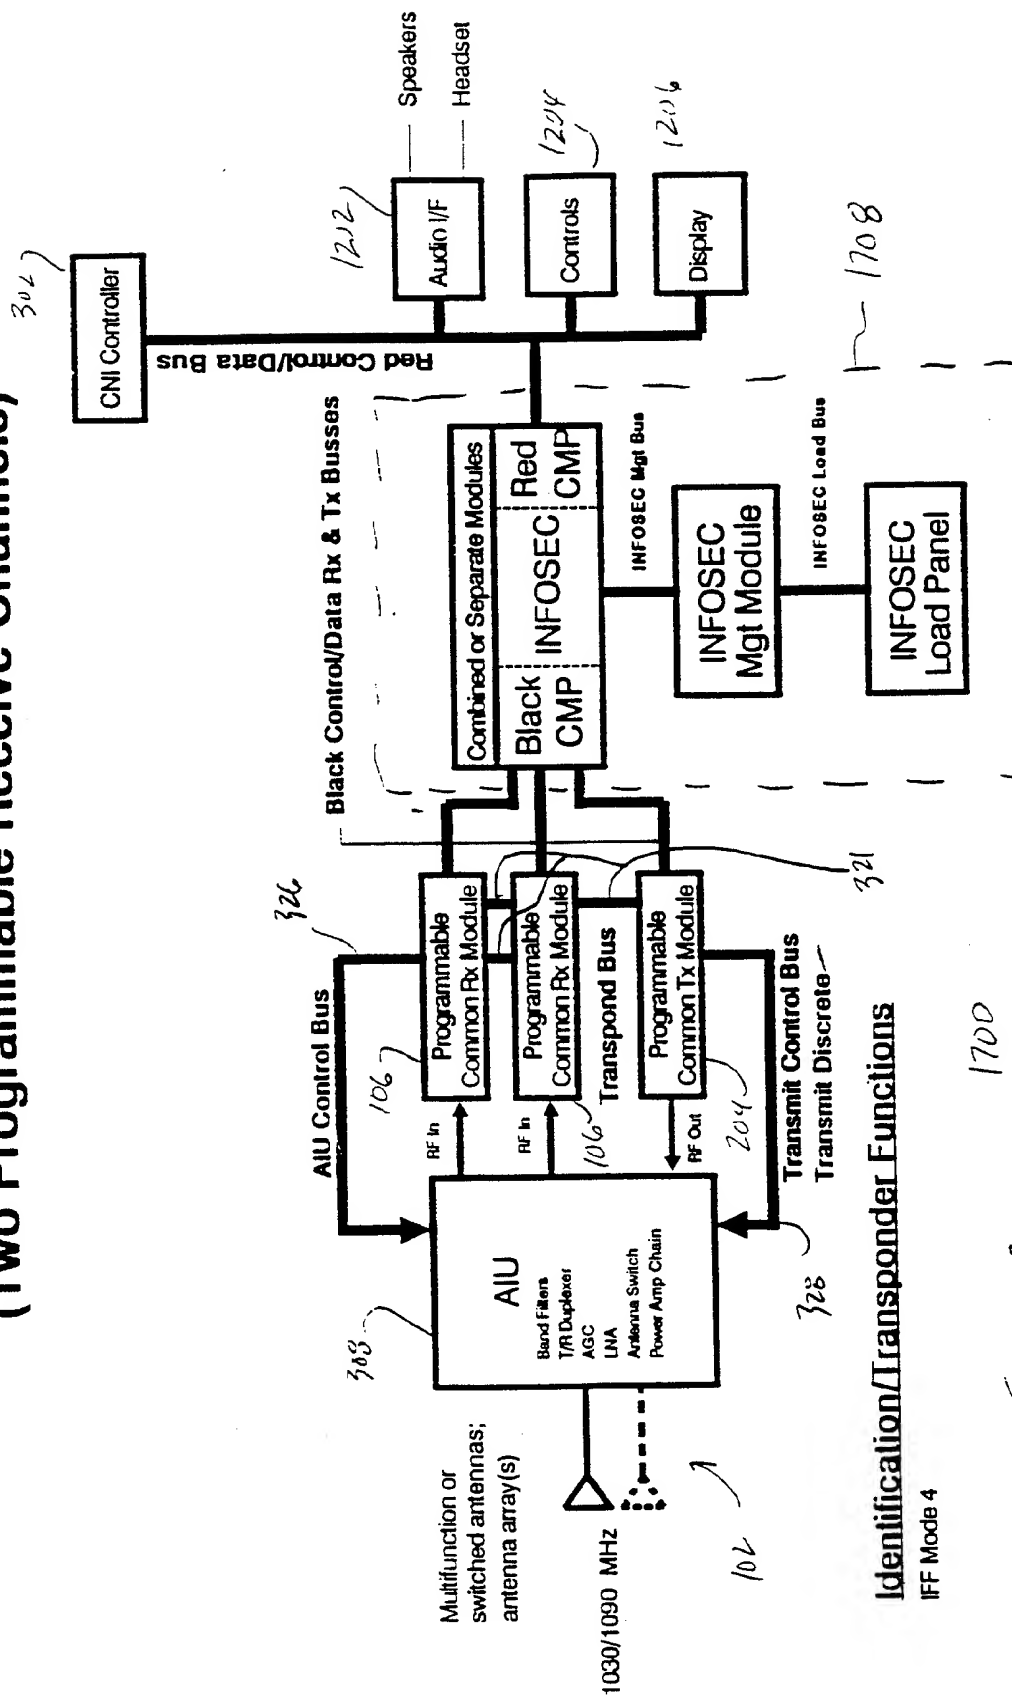 (Two Programmable Receive Channels)
302
CNI Controller
Red Control/Data Bus
1202
Audio I/F
Speakers
Headset
1204
Controls
1206
Display
1708
Black Control/Data Rx & Tx Busses
Combined or Separate Modules
Black
CMP
INFOSEC
Red
CMP
INFOSEC Mgt Bus
INFOSEC
Mgt Module
INFOSEC Load Bus
INFOSEC
Load Panel
326
AIU Control Bus
106
Programmable
Common Rx Module
RF In
Programmable
Common Rx Module
RF In
106
Transpond Bus
321
Programmable
Common Tx Module
RF Out
204
Transmit Control Bus
Transmit Discrete
328
308
AIU
Band Filters
T/R Duplexer
AGC
LNA
Antenna Switch
Power Amp Chain
Multifunction or
switched antennas;
antenna array(s)
1030/1090 MHz
102
Identification/Transponder Functions
IFF Mode 4
1700